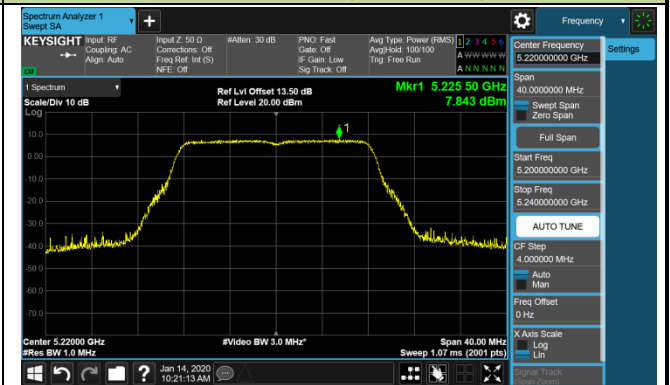 Spectrum Analyzer 1
Swept SA
Frequency
KEYSIGHT
Input: RF
Coupling: AC
Align: Auto
Input Z: 50 Ω
Corrections: Off
Freq Ref: Int (S)
NFE: Off
#Atten: 30 dB
PNO: Fast
Gate: Off
IF Gain: Low
Sig Track: Off
Avg Type: Power (RMS)
Avg|Hold: 100/100
Trig: Free Run
1 2 3 4 5 6
A W W W W W
A N N N N N
LXI
1 Spectrum
Scale/Div 10 dB
Log
Ref Lvl Offset 13.50 dB
Ref Level 20.00 dBm
Mkr1 5.225 50 GHz
7.843 dBm
1
10.0
0.00
-10.0
-20.0
-30.0
-40.0
-50.0
-60.0
-70.0
Center 5.22000 GHz
#Res BW 1.0 MHz
#Video BW 3.0 MHz*
Span 40.00 MHz
Sweep 1.07 ms (2001 pts)
Jan 14, 2020
10:21:13 AM
Center Frequency
5.220000000 GHz
Settings
Span
40.0000000 MHz
Swept Span
Zero Span
Full Span
Start Freq
5.200000000 GHz
Stop Freq
5.240000000 GHz
AUTO TUNE
CF Step
4.000000 MHz
Auto
Man
Freq Offset
0 Hz
X Axis Scale
Log
Lin
Signal Track
(Span Zoom)